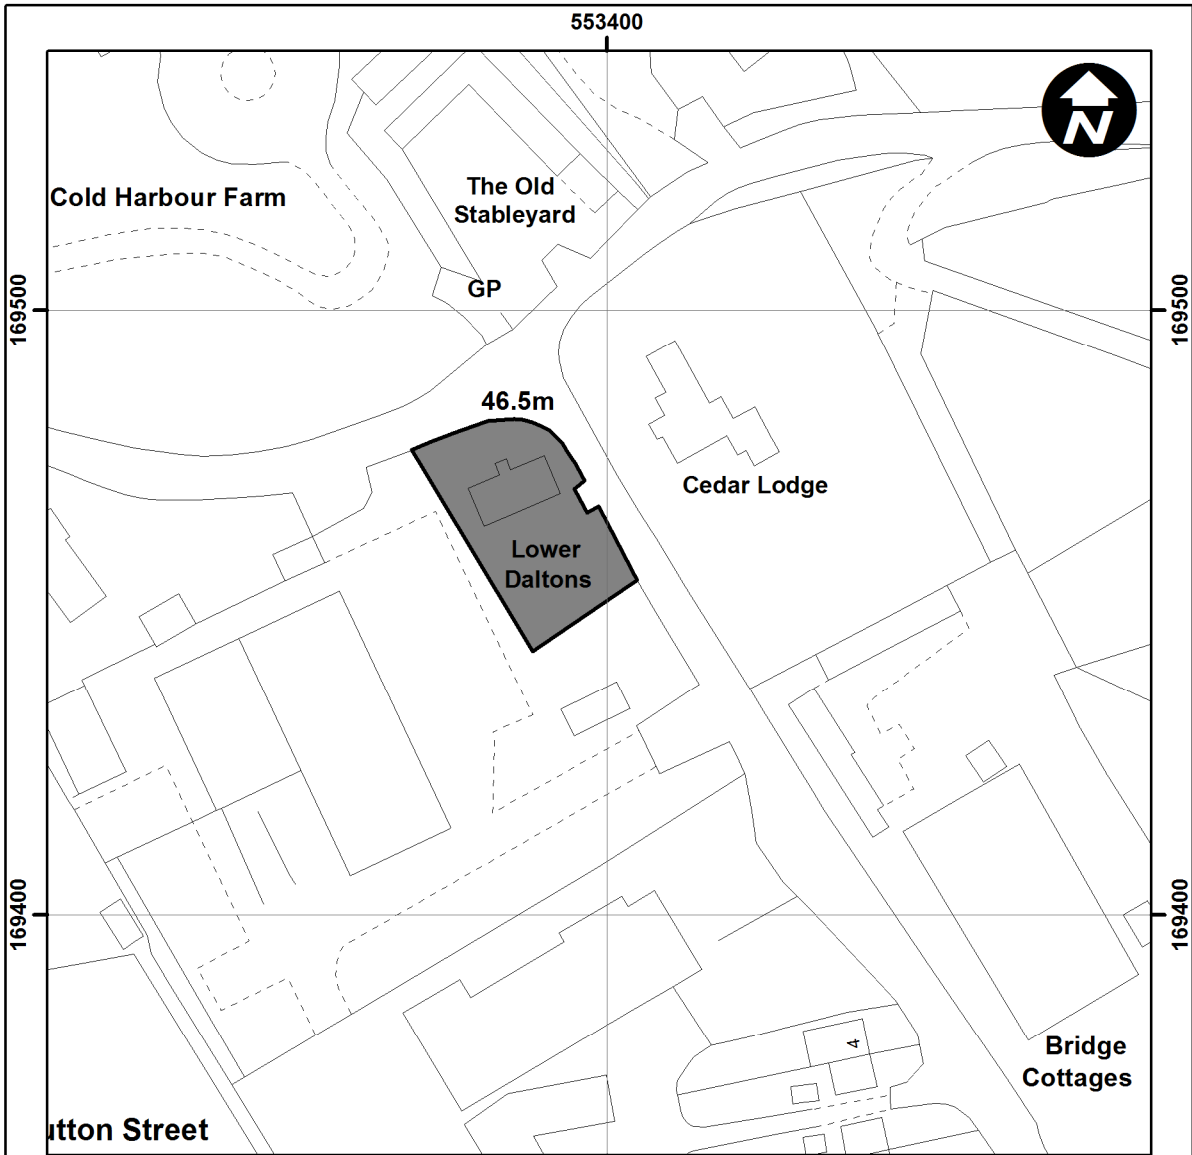 553400
N
Cold Harbour Farm
The Old
Stableyard
GP
169500
169500
46.5m
Cedar Lodge
Lower
Daltons
169400
169400
4
Bridge
Cottages
utton Street